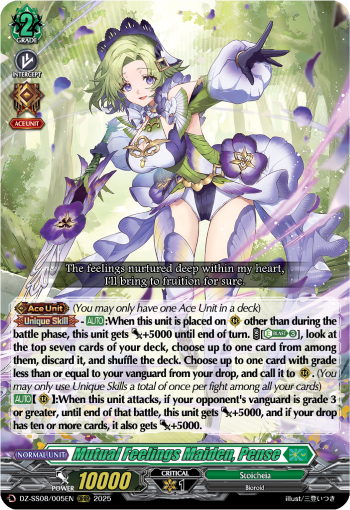 2
GRADE
INTERCEPT
ACE UNIT
The feelings nurtured deep within my heart,
I'll bring to fruition for sure.
Ace Unit - (You may only have one Ace Unit in a deck)
Unique Skill - AUTO :When this unit is placed on R other than during the
battle phase, this unit gets +5000 until end of turn. , look at
the top seven cards of your deck, choose up to one card from among
them, discard it, and shuffle the deck. Choose up to one card with grade
less than or equal to your vanguard from your drop, and call it to R . (You
may only use Unique Skills a total of once per fight among all your cards)
AUTO :When this unit attacks, if your opponent's vanguard is grade 3
or greater, until end of that battle, this unit gets +5000, and if your drop
has ten or more cards, it also gets +5000.
NORMAL UNIT
Mutual Feelings Maiden, Pense
POWER 10000
CRITICAL
1
Stoicheia
Bioroid
DZ-SS08/005EN
2025
illust/三登いつき